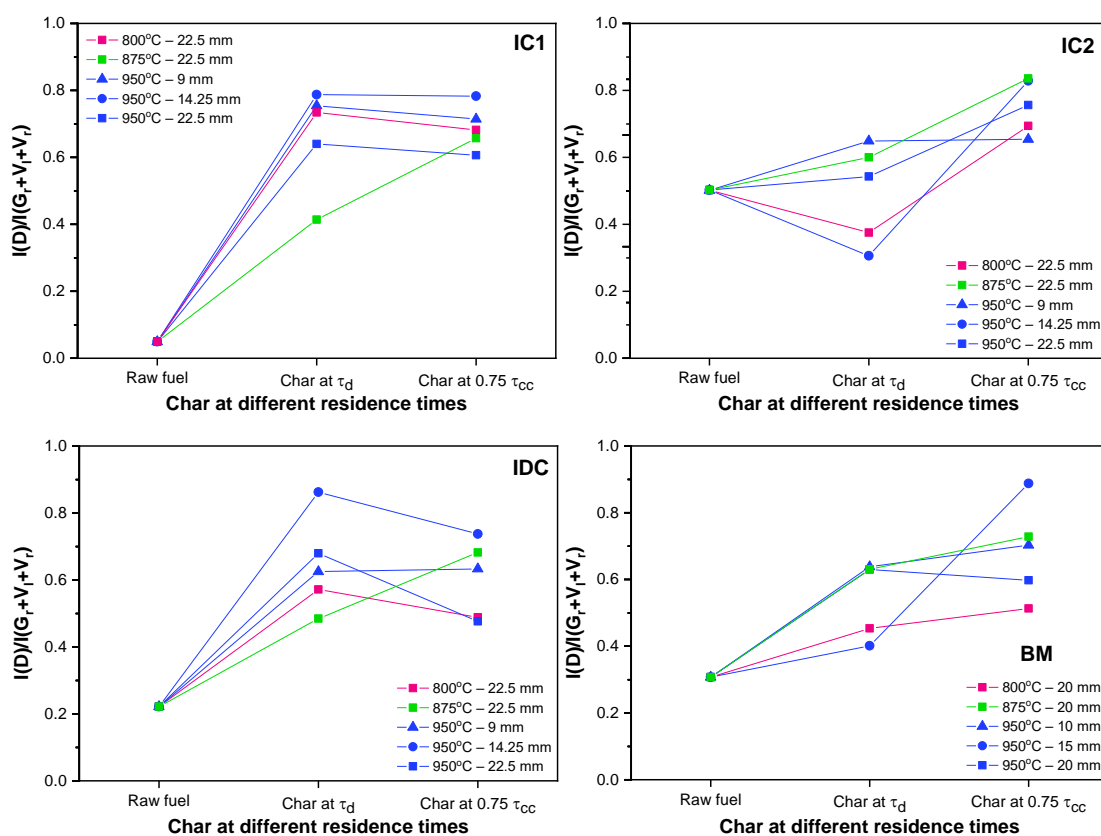 IC1
800°C – 22.5 mm
875°C – 22.5 mm
950°C – 9 mm
950°C – 14.25 mm
950°C – 22.5 mm
I(D)/I(Gr+Vl+Vr)
1.0
0.8
0.6
0.4
0.2
0.0
Raw fuel
Char at τd
Char at 0.75 τcc
Char at different residence times
IC2
I(D)/I(Gr+Vl+Vr)
1.0
0.8
0.6
0.4
0.2
0.0
800°C – 22.5 mm
875°C – 22.5 mm
950°C – 9 mm
950°C – 14.25 mm
950°C – 22.5 mm
Raw fuel
Char at τd
Char at 0.75 τcc
Char at different residence times
IDC
I(D)/I(Gr+Vl+Vr)
1.0
0.8
0.6
0.4
0.2
0.0
800°C – 22.5 mm
875°C – 22.5 mm
950°C – 9 mm
950°C – 14.25 mm
950°C – 22.5 mm
Raw fuel
Char at τd
Char at 0.75 τcc
Char at different residence times
I(D)/I(Gr+Vl+Vr)
1.0
0.8
0.6
0.4
0.2
0.0
BM
800°C – 20 mm
875°C – 20 mm
950°C – 10 mm
950°C – 15 mm
950°C – 20 mm
Raw fuel
Char at τd
Char at 0.75 τcc
Char at different residence times